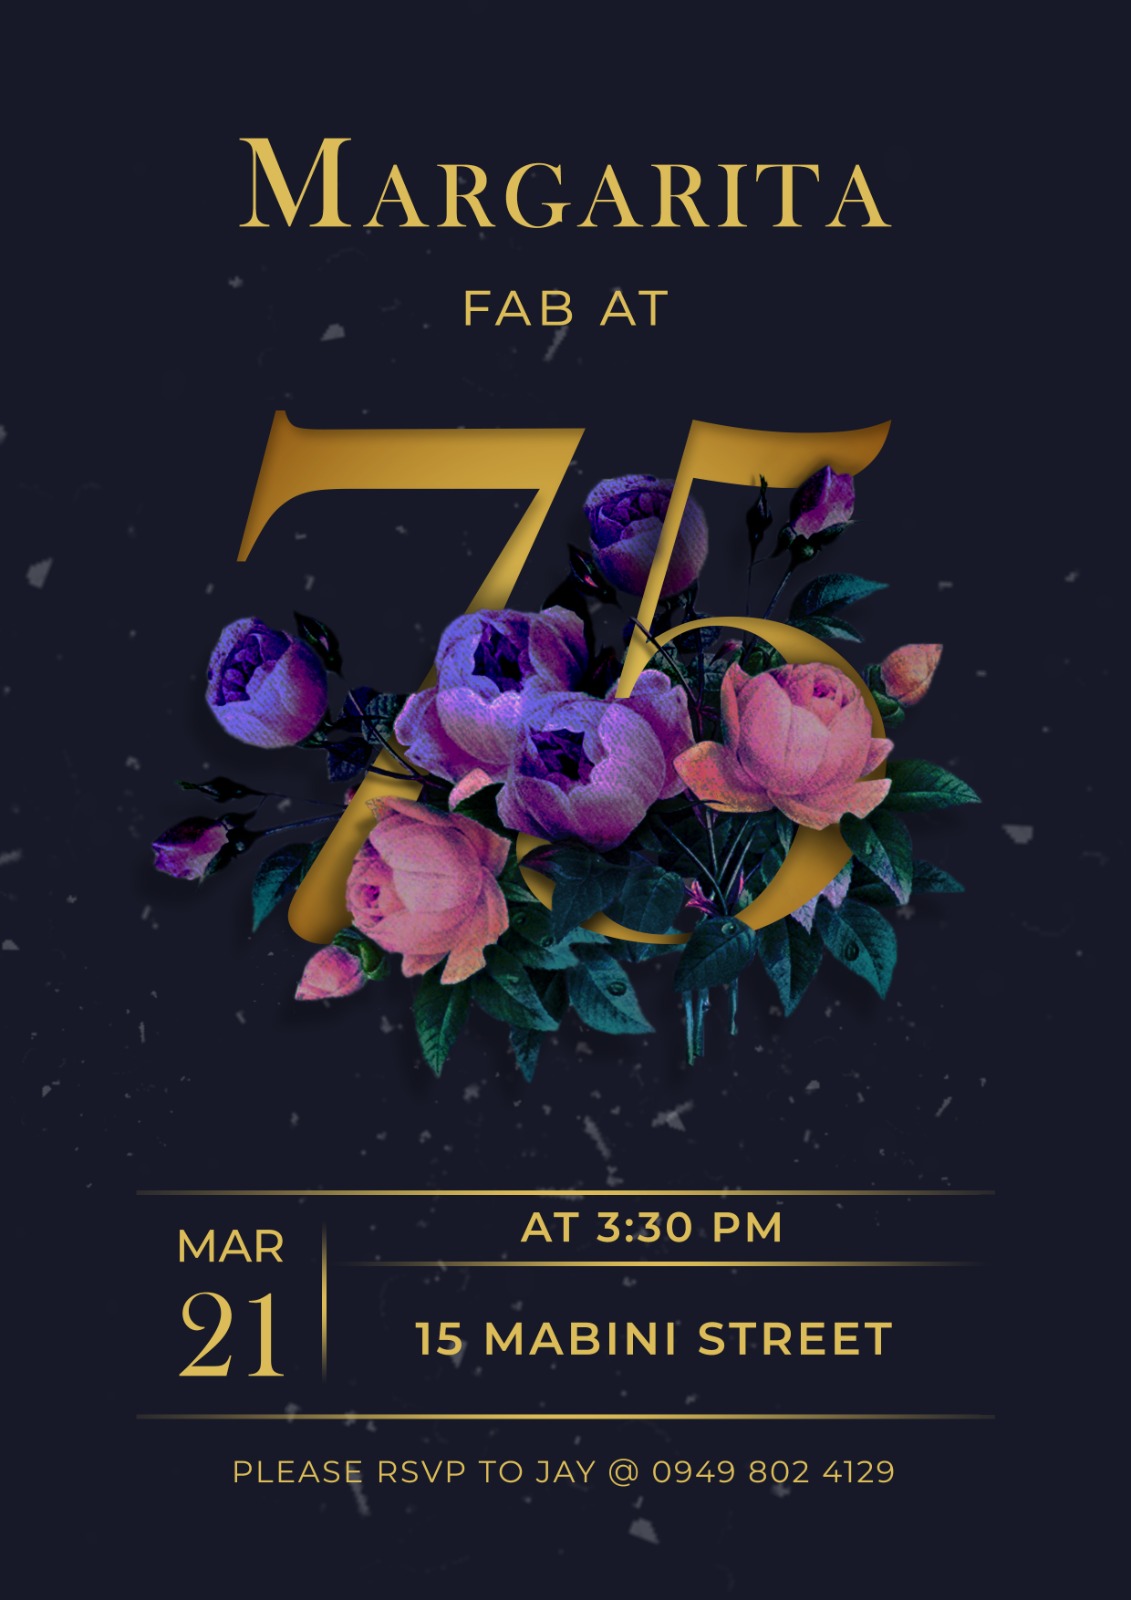 MARGARITA
FAB AT
75
AT 3:30 PM
MAR
21
15 MABINI STREET
PLEASE RSVP TO JAY @ 0949 802 4129